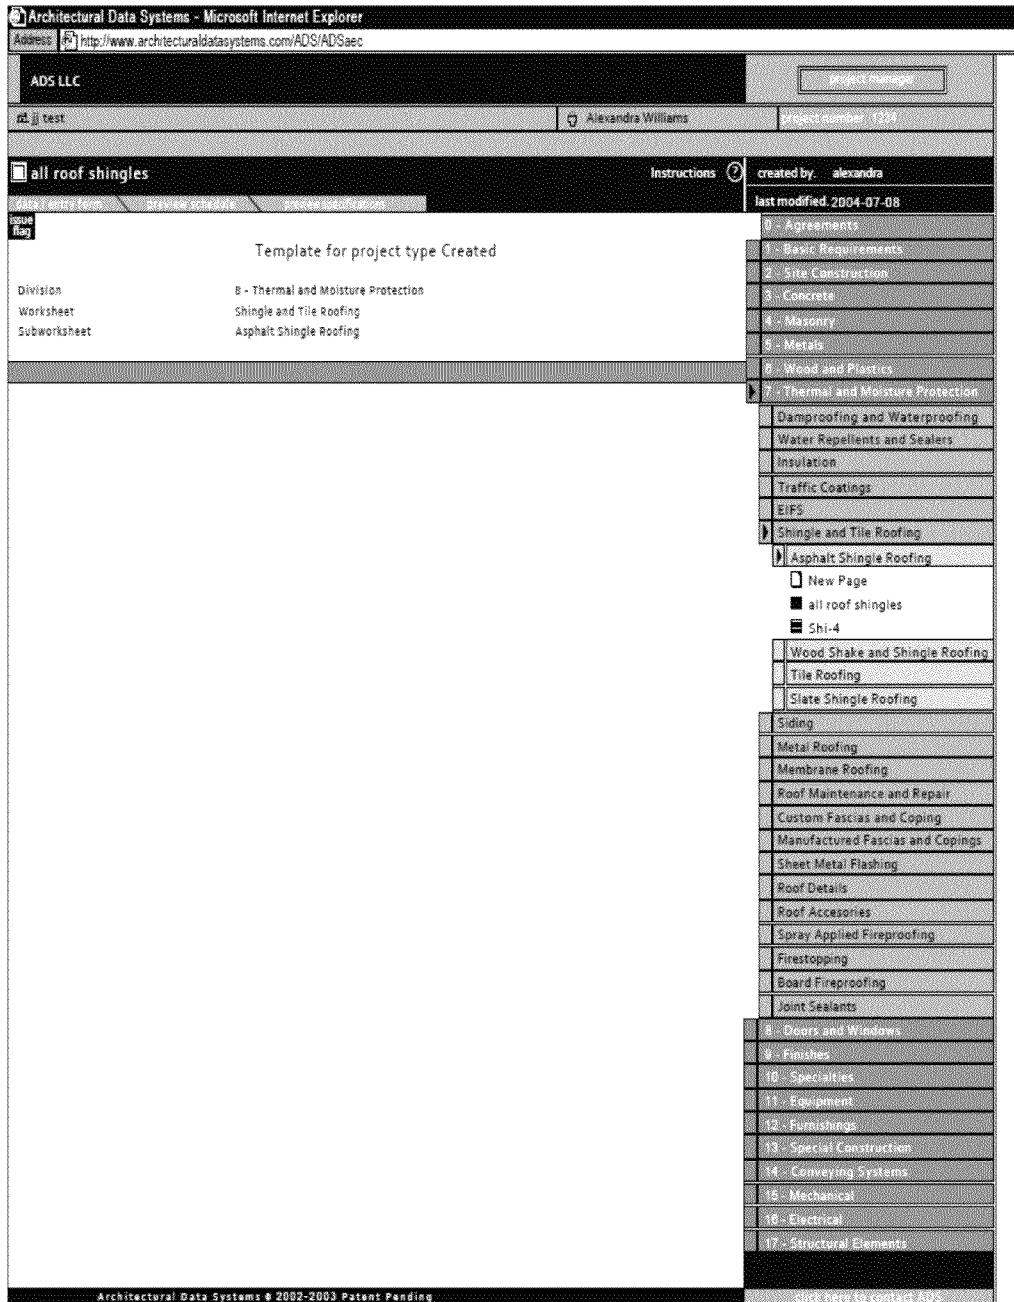 Architectural Data Systems - Microsoft Internet Explorer
Address http://www.architecturaldatasystems.com/ADS/ADSaec
ADS LLC
project manager
jj test
Alexandra Williams
project number 1234
all roof shingles
Instructions ?
created by. alexandra
data / entry form
preview schedule
preview specifications
last modified. 2004-07-08
issue
flag
Template for project type Created
Division 8 - Thermal and Moisture Protection
Worksheet Shingle and Tile Roofing
Subworksheet Asphalt Shingle Roofing
0 - Agreements
1 - Basic Requirements
2 - Site Construction
3 - Concrete
4 - Masonry
5 - Metals
6 - Wood and Plastics
7 - Thermal and Moisture Protection
Damproofing and Waterproofing
Water Repellents and Sealers
Insulation
Traffic Coatings
EIFS
Shingle and Tile Roofing
Asphalt Shingle Roofing
New Page
all roof shingles
Shi-4
Wood Shake and Shingle Roofing
Tile Roofing
Slate Shingle Roofing
Siding
Metal Roofing
Membrane Roofing
Roof Maintenance and Repair
Custom Fascias and Coping
Manufactured Fascias and Copings
Sheet Metal Flashing
Roof Details
Roof Accesories
Spray Applied Fireproofing
Firestopping
Board Fireproofing
Joint Sealants
8 - Doors and Windows
9 - Finishes
10 - Specialties
11 - Equipment
12 - Furnishings
13 - Special Construction
14 - Conveying Systems
15 - Mechanical
16 - Electrical
17 - Structural Elements
Architectural Data Systems © 2002-2003 Patent Pending
click here to contact ADS